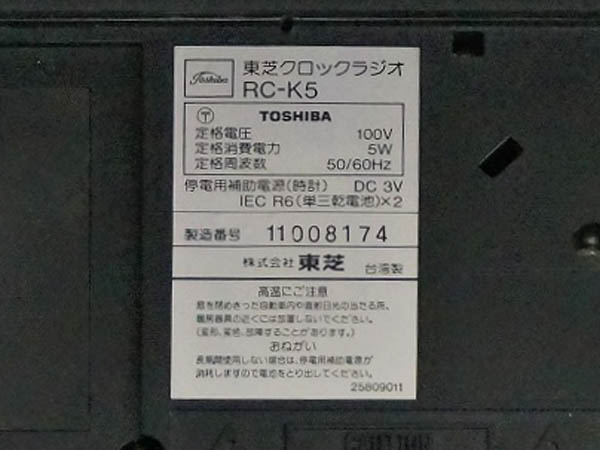 Toshiba 東芝クロックラジオ
RC-K5
〒 TOSHIBA
定格電圧 100V
定格消費電力 5W
定格周波数 50/60Hz
停電用補助電源(時計) DC 3V
IEC R6(単三乾電池)×2
製造番号 11008174
株式会社 東芝 台湾製
高温にご注意
窓を閉めきった自動車内や直射日光の当たる所、
暖房器具の近くには放置しないでください。
(変形、変色、故障することがあります。)
おねがい
長期間使用しない場合は、停電用補助電源が
消耗しますので電池をとり出してください。
25809011